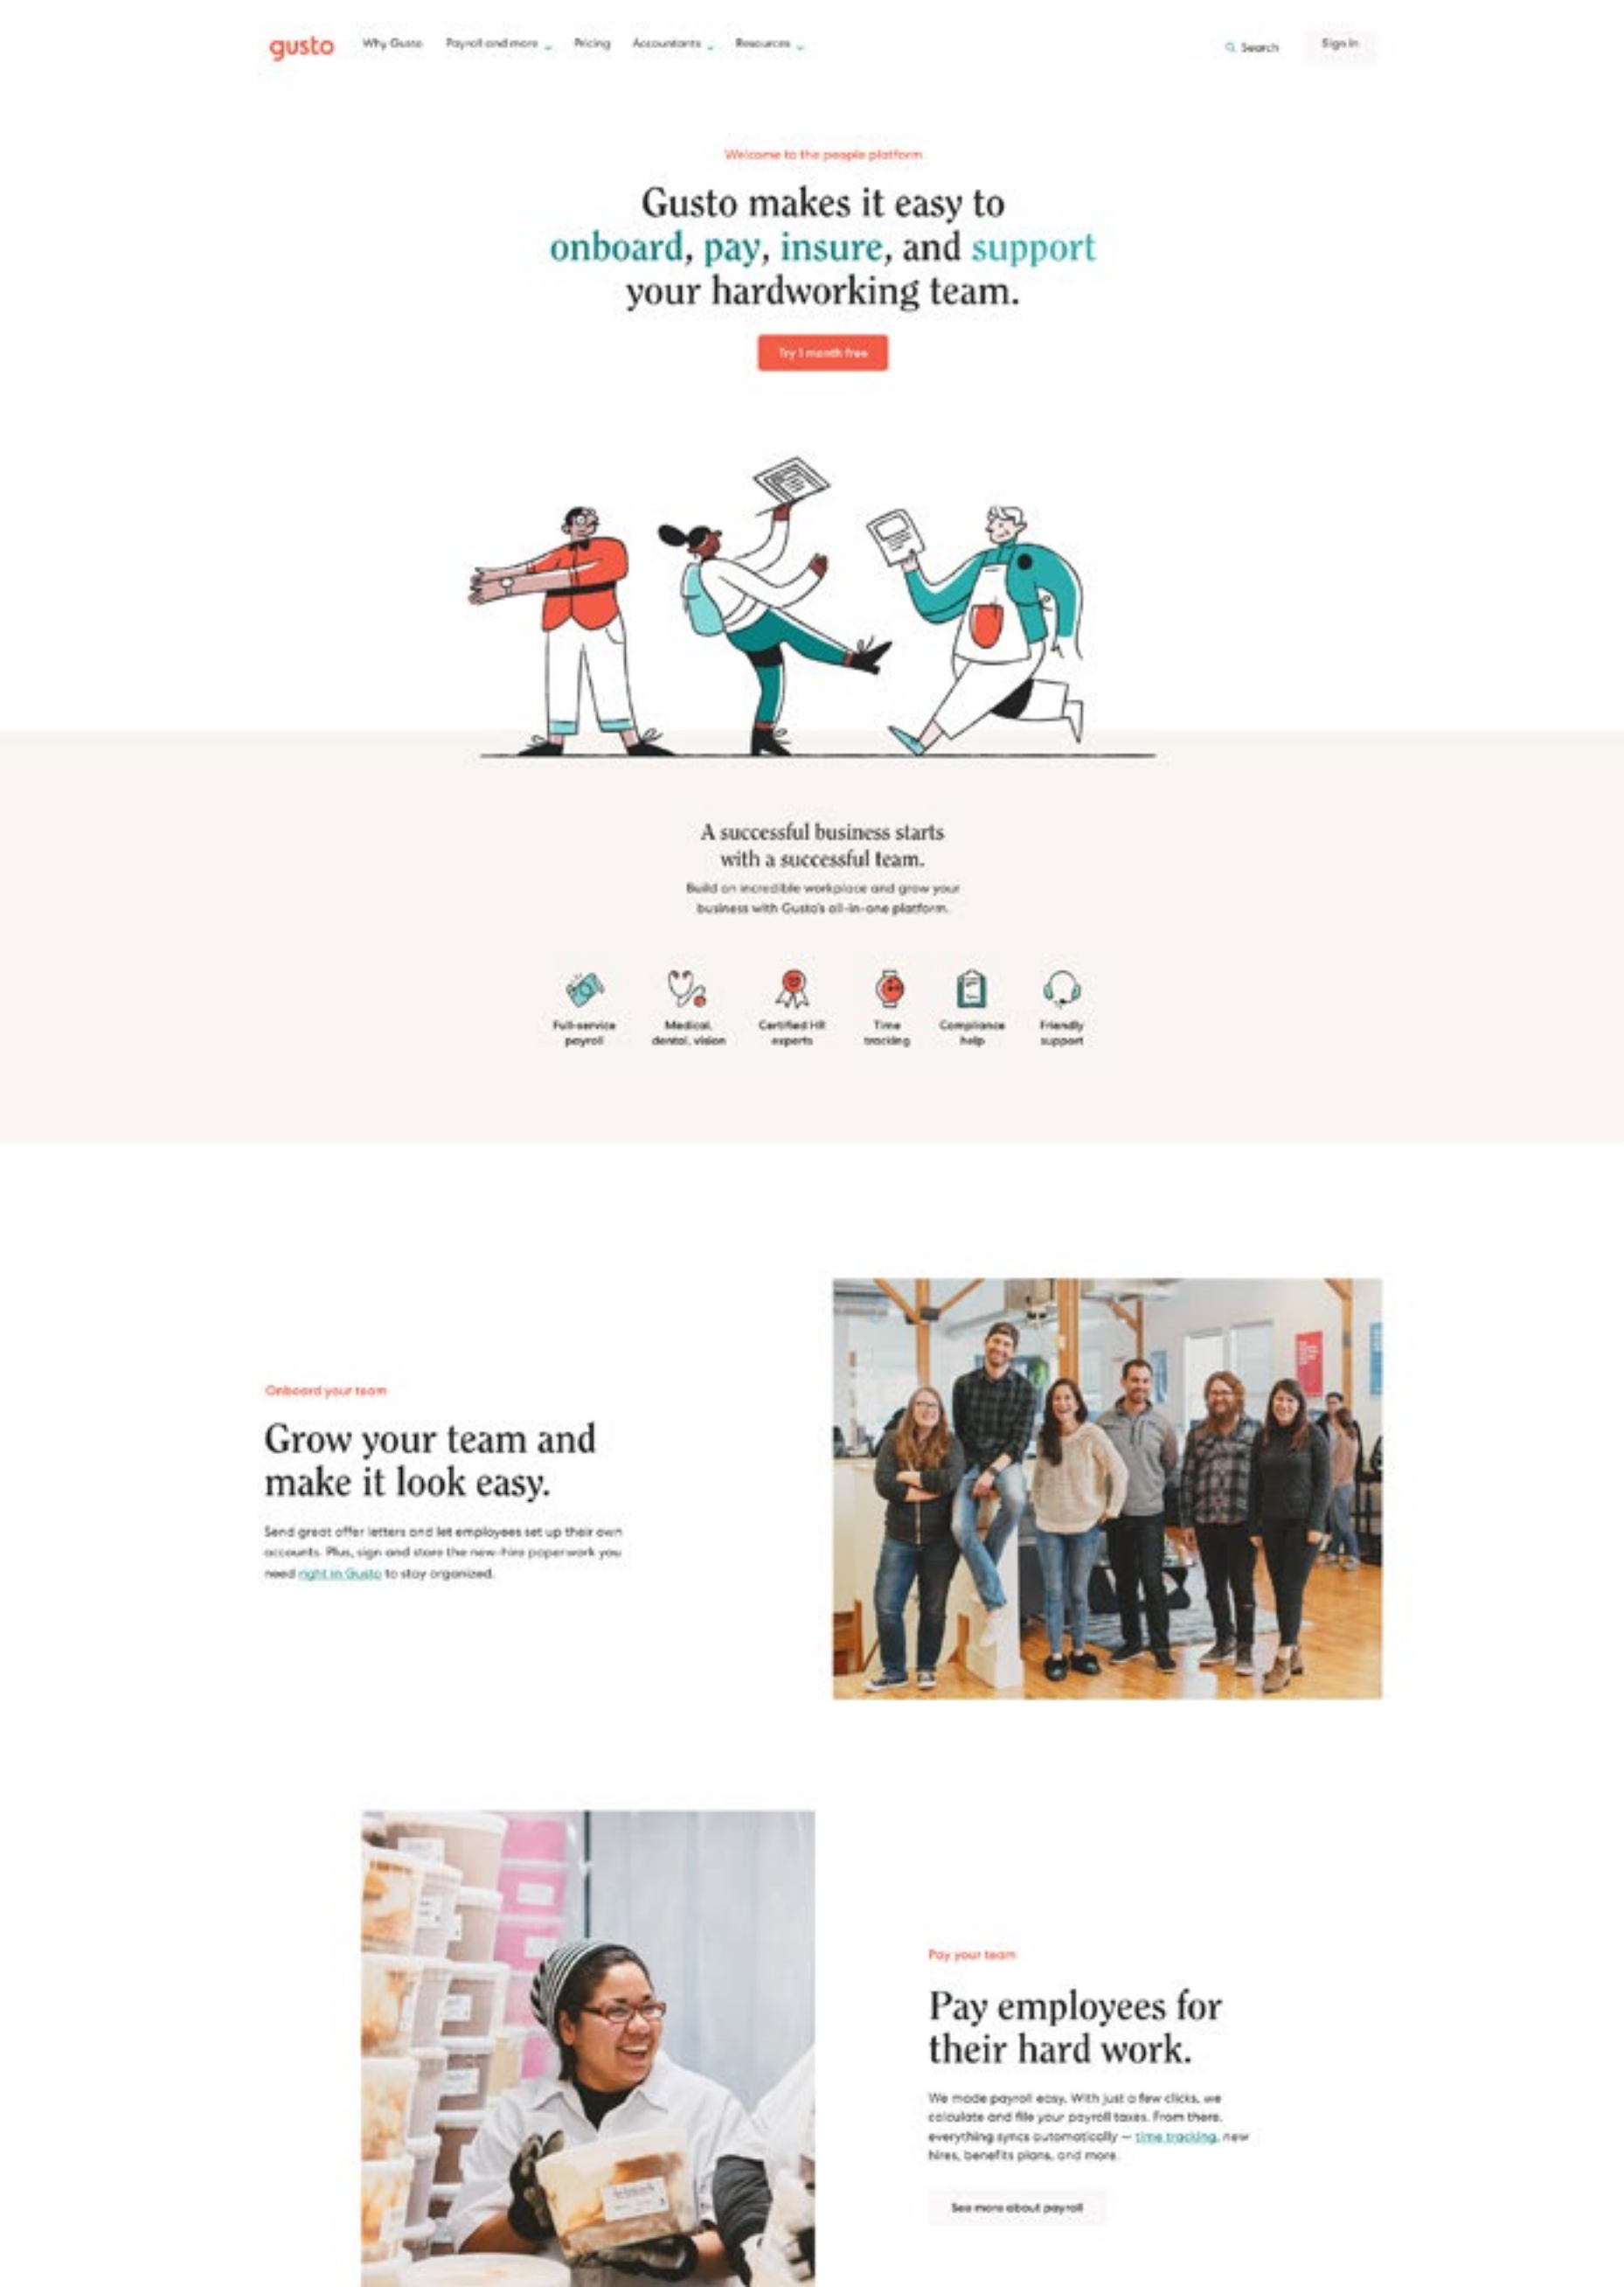 gusto
Why Gusto
Payroll and more
Pricing
Accountants
Resources
Search
Sign in
Welcome to the people platform
Gusto makes it easy to
onboard, pay, insure, and support
your hardworking team.
Try 1 month free
A successful business starts
with a successful team.
Build an incredible workplace and grow your
business with Gusto's all-in-one platform.
Full-service
payroll
Medical,
dental, vision
Certified HR
experts
Time
tracking
Compliance
help
Friendly
support
Onboard your team
Grow your team and
make it look easy.
Send great offer letters and let employees set up their own
accounts. Plus, sign and store the new-hire paperwork you
need right in Gusto to stay organized.
Pay your team
Pay employees for
their hard work.
We made payroll easy. With just a few clicks, we
calculate and file your payroll taxes. From there,
everything syncs automatically — time tracking, new
hires, benefits plans, and more.
See more about payroll